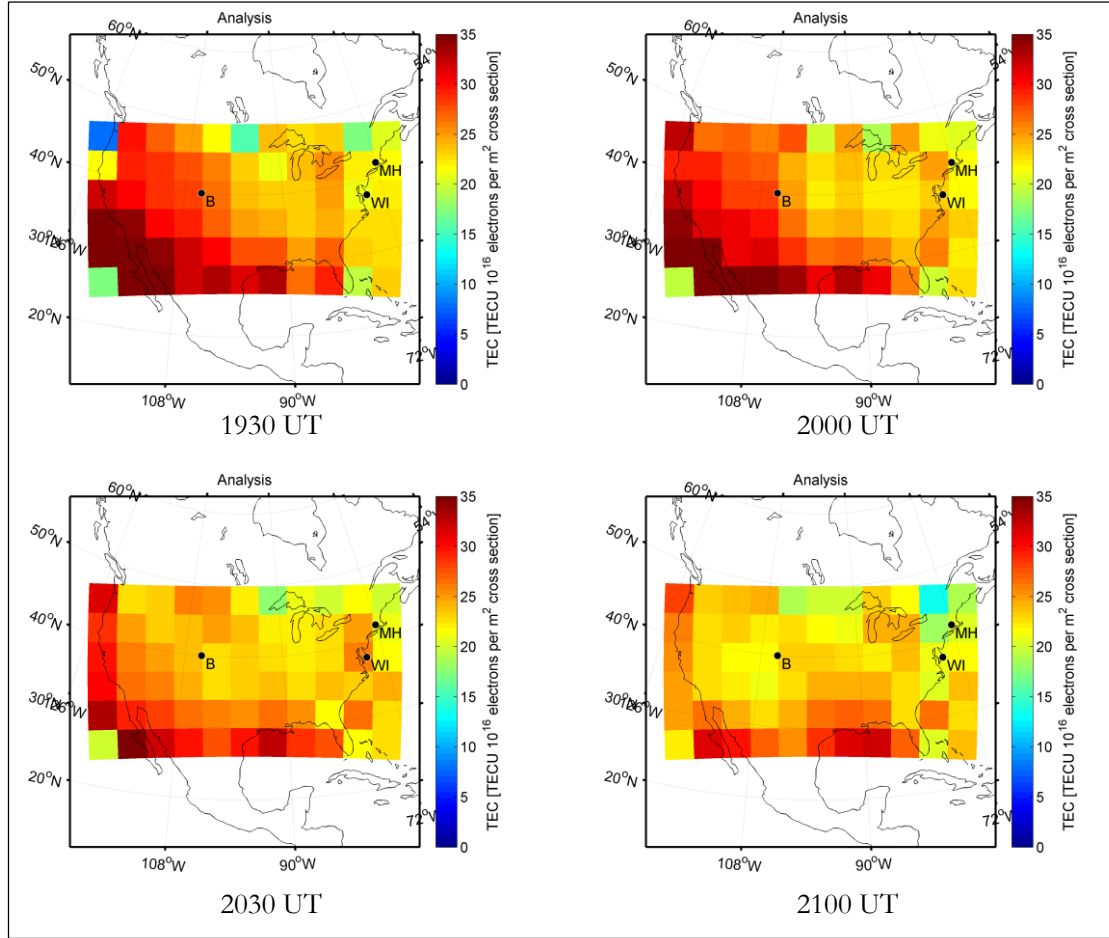 Analysis
60°N
50°N
40°N
30°N
126°W
20°N
108°W
90°W
72°W
54°W
B
MH
WI
35
30
25
20
15
10
5
0
TEC [TECU 10^16 electrons per m^2 cross section]
1930 UT
Analysis
60°N
50°N
40°N
30°N
126°W
20°N
108°W
90°W
72°W
54°W
B
MH
WI
35
30
25
20
15
10
5
0
TEC [TECU 10^16 electrons per m^2 cross section]
2000 UT
Analysis
60°N
50°N
40°N
30°N
126°W
20°N
108°W
90°W
72°W
54°W
B
MH
WI
35
30
25
20
15
10
5
0
TEC [TECU 10^16 electrons per m^2 cross section]
2030 UT
Analysis
60°N
50°N
40°N
30°N
126°W
20°N
108°W
90°W
72°W
54°W
B
MH
WI
35
30
25
20
15
10
5
0
TEC [TECU 10^16 electrons per m^2 cross section]
2100 UT